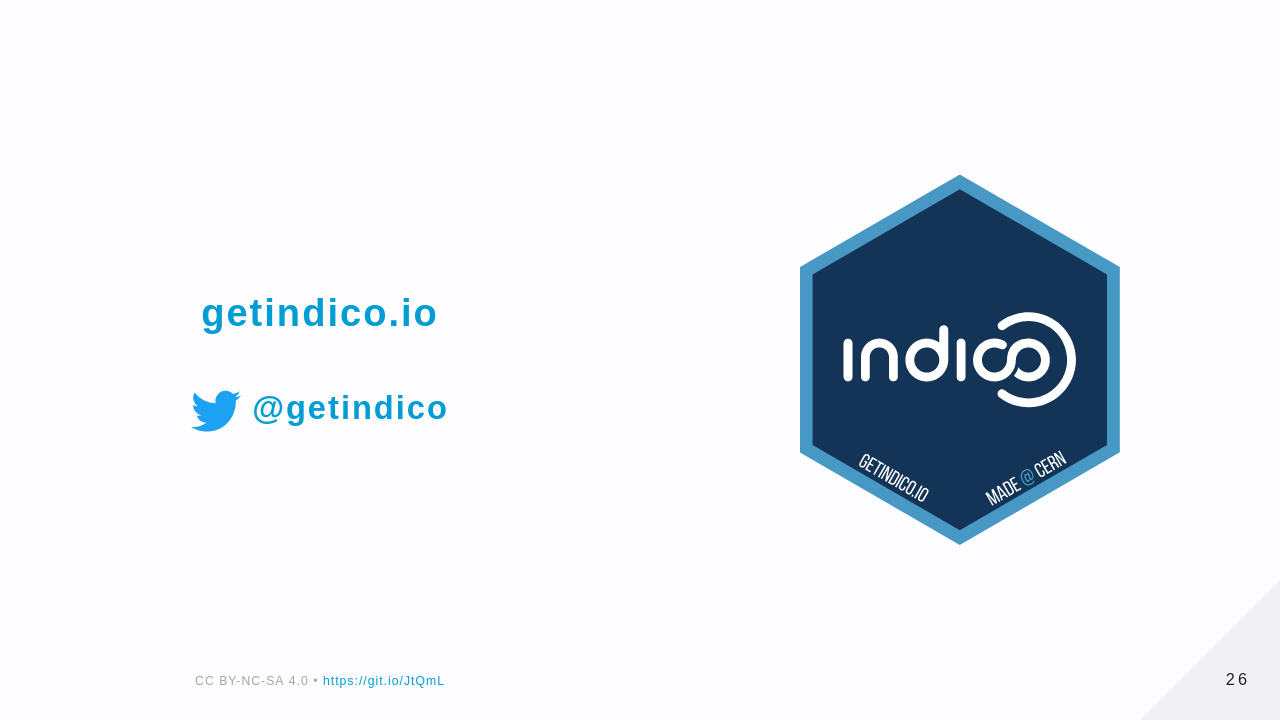 getindico.io
@getindico
indico
GETINDICO.IO
MADE @ CERN
CC BY-NC-SA 4.0 • https://git.io/JtQmL
26